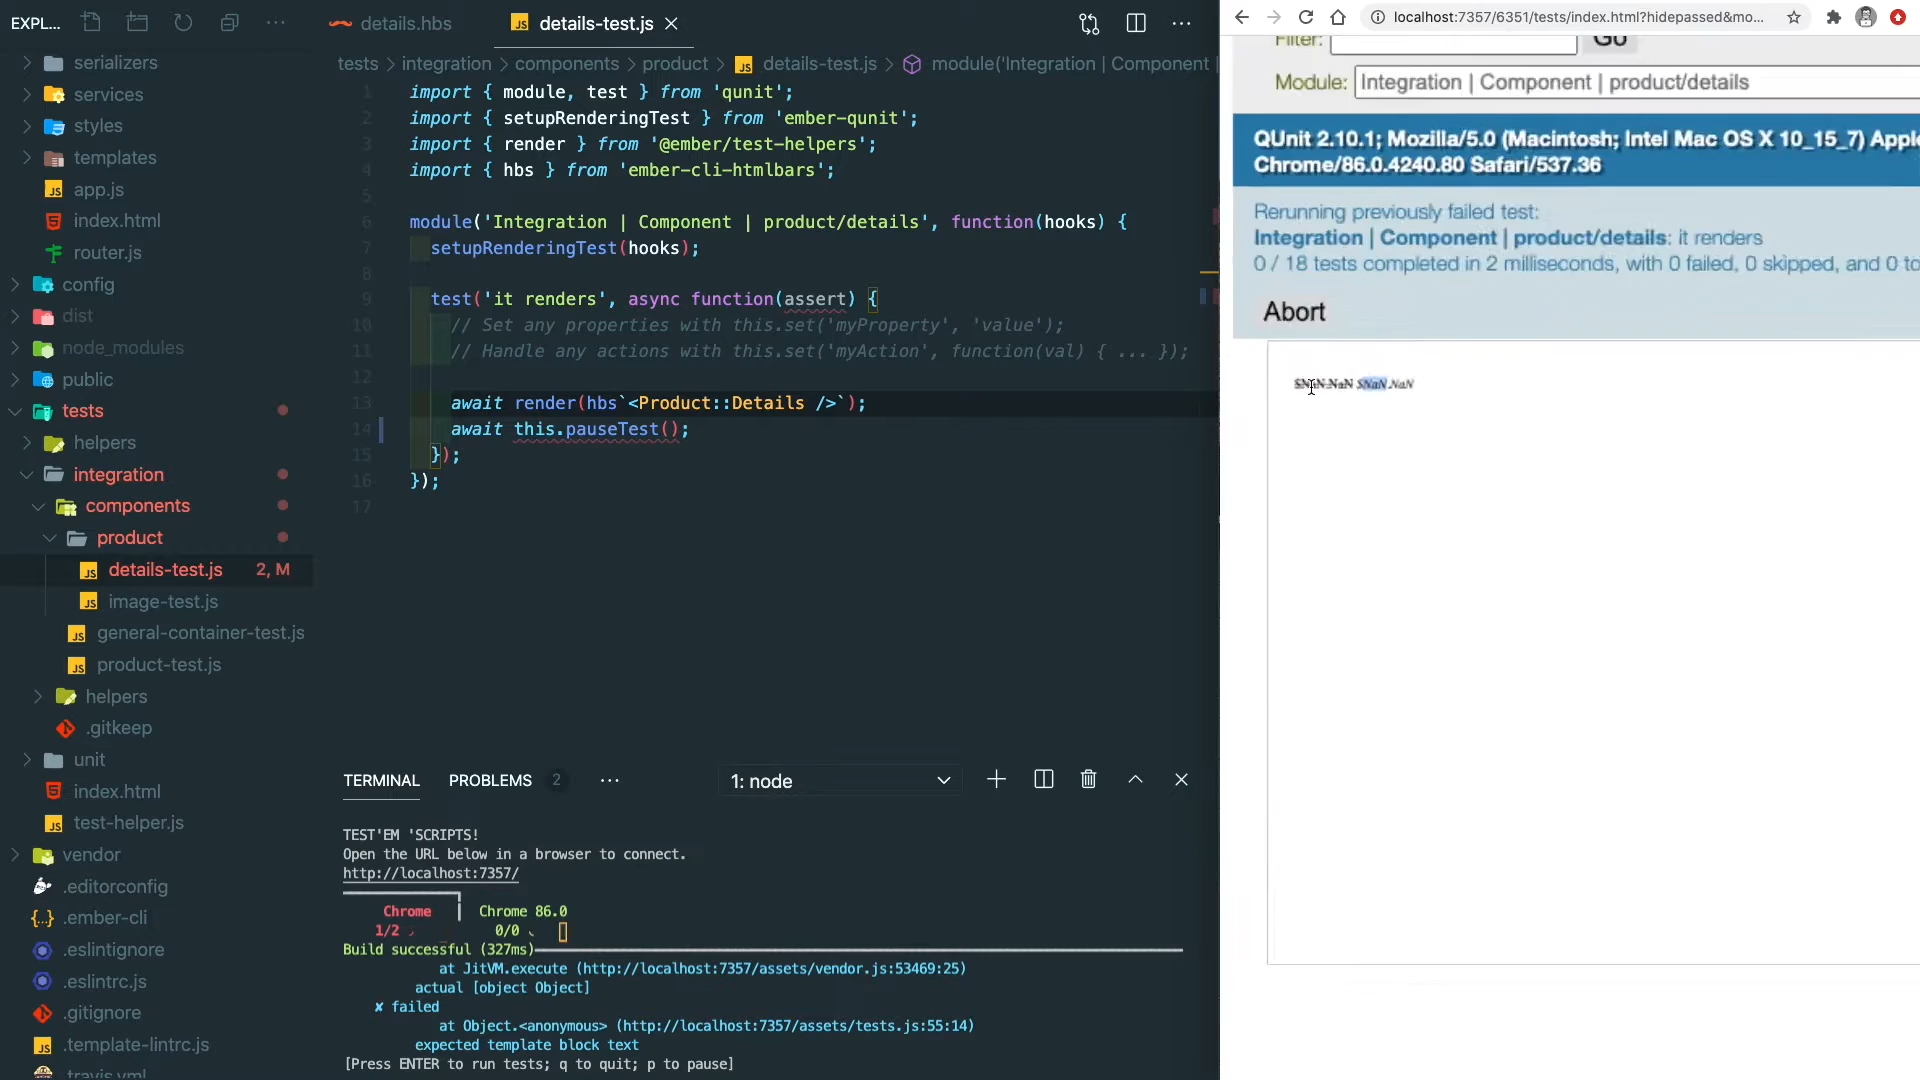 EXPL...
serializers
services
styles
templates
app.js
index.html
router.js
config
dist
node_modules
public
tests
helpers
integration
components
product
details-test.js 2, M
image-test.js
general-container-test.js
product-test.js
helpers
.gitkeep
unit
index.html
test-helper.js
vendor
.editorconfig
.ember-cli
.eslintignore
.eslintrc.js
.gitignore
.template-lintrc.js
.travis.yml
details.hbs
details-test.js
tests > integration > components > product > details-test.js > module('Integration | Component |
1 import { module, test } from 'qunit';
2 import { setupRenderingTest } from 'ember-qunit';
3 import { render } from '@ember/test-helpers';
4 import { hbs } from 'ember-cli-htmlbars';
5
6 module('Integration | Component | product/details', function(hooks) {
7 setupRenderingTest(hooks);
8
9 test('it renders', async function(assert) {
10 // Set any properties with this.set('myProperty', 'value');
11 // Handle any actions with this.set('myAction', function(val) { ... });
12
13 await render(hbs`<Product::Details />`);
14 await this.pauseTest();
15 });
16 });
17
TERMINAL PROBLEMS 2 ... 1: node
TEST'EM 'SCRIPTS!
Open the URL below in a browser to connect.
http://localhost:7357/
Chrome Chrome 86.0
1/2 0/0
Build successful (327ms)
at JitVM.execute (http://localhost:7357/assets/vendor.js:53469:25)
actual [object Object]
✘ failed
at Object.<anonymous> (http://localhost:7357/assets/tests.js:55:14)
expected template block text
[Press ENTER to run tests; q to quit; p to pause]
localhost:7357/6351/tests/index.html?hidepassed&mo...
Filter: Go
Module: Integration | Component | product/details
QUnit 2.10.1; Mozilla/5.0 (Macintosh; Intel Mac OS X 10_15_7) Apple
Chrome/86.0.4240.80 Safari/537.36
Rerunning previously failed test:
Integration | Component | product/details: it renders
0 / 18 tests completed in 2 milliseconds, with 0 failed, 0 skipped, and 0 to
Abort
$NaN.NaN $NaN.NaN